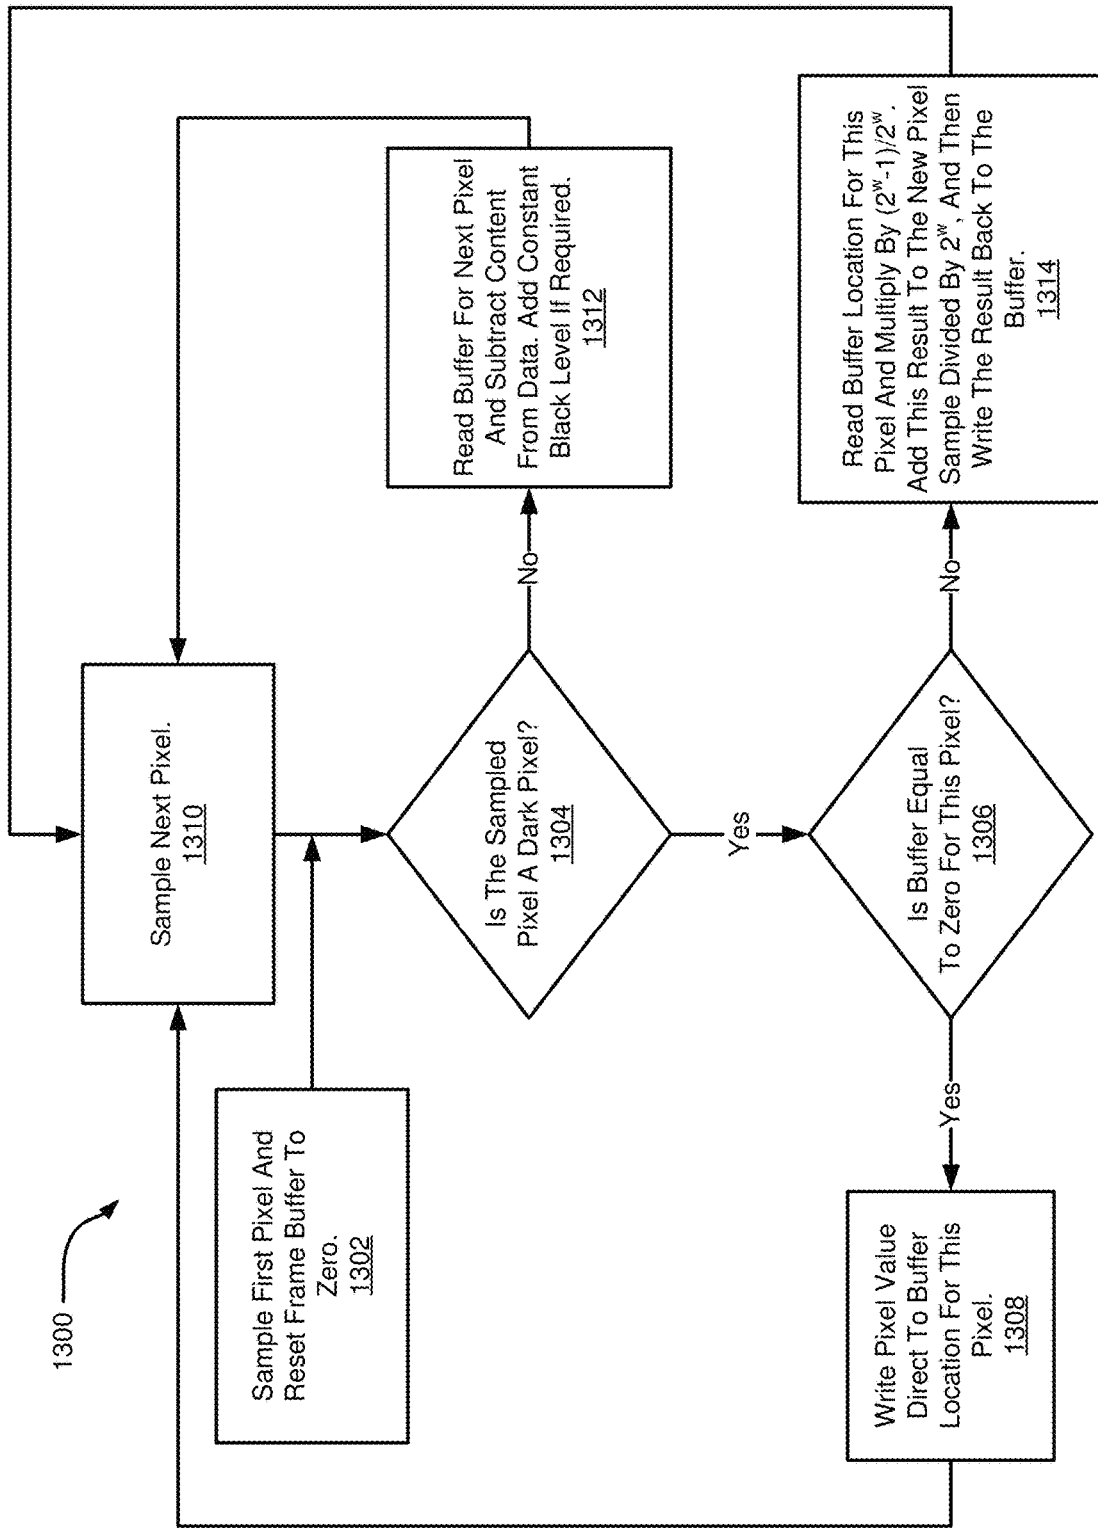 1300
Sample Next Pixel.
1310
Sample First Pixel And
Reset Frame Buffer To
Zero.
1302
Is The Sampled
Pixel A Dark Pixel?
1304
No
Read Buffer For Next Pixel
And Subtract Content
From Data. Add Constant
Black Level If Required.
1312
Yes
Is Buffer Equal
To Zero For This Pixel?
1306
Yes
Write Pixel Value
Direct To Buffer
Location For This
Pixel.
1308
No
Read Buffer Location For This
Pixel And Multiply By (2ʷ-1)/2ʷ.
Add This Result To The New Pixel
Sample Divided By 2ʷ, And Then
Write The Result Back To The
Buffer.
1314